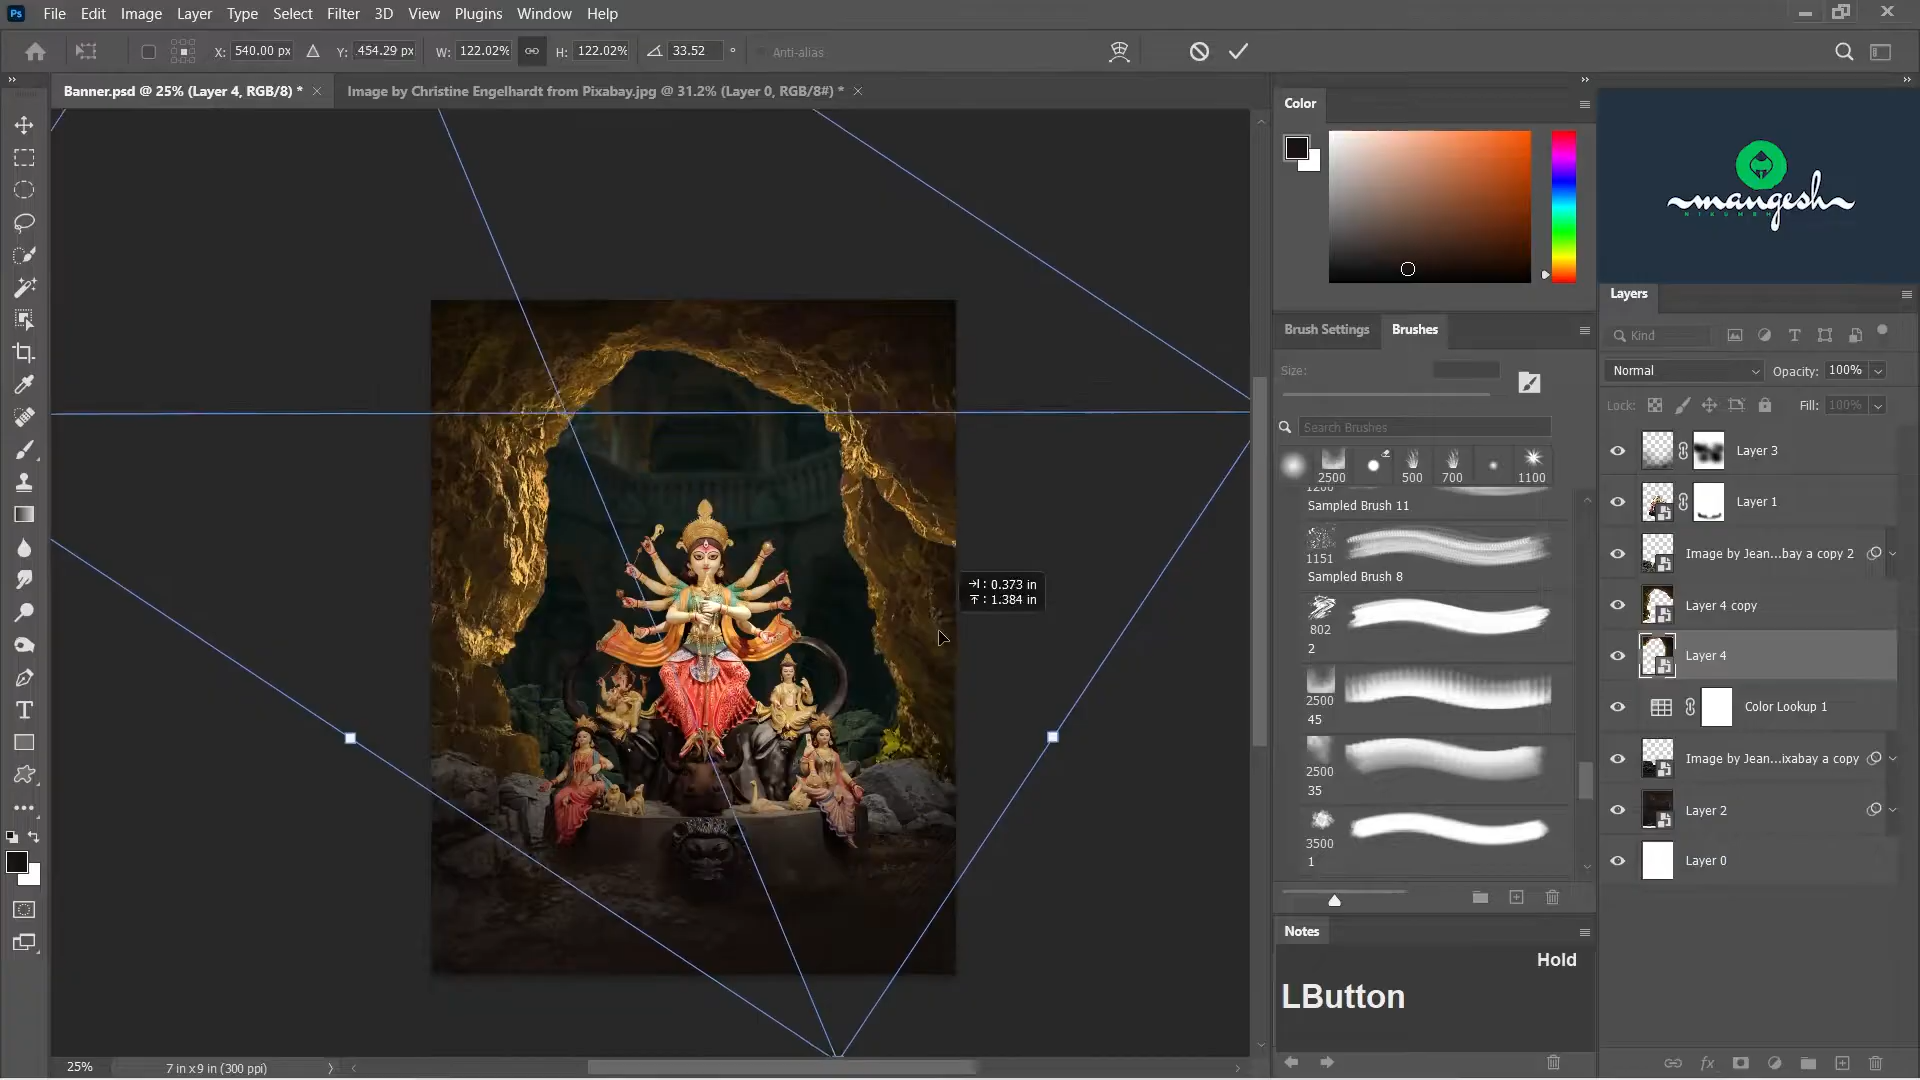 Ps File Edit Image Layer Type Select Filter 3D View Plugins Window Help
X: 540.00 px Y: 454.29 px W: 122.02% H: 122.02% 33.52 ° Anti-alias
Banner.psd @ 25% (Layer 4, RGB/8) * Image by Christine Engelhardt from Pixabay.jpg @ 31.2% (Layer 0, RGB/8#) *
Color
mangesh
NIKUMBH
Layers
Brush Settings Brushes
Kind
Size:
Normal Opacity: 100%
Lock: Fill: 100%
Search Brushes
2500 500 700 1100
Sampled Brush 11
1151
Sampled Brush 8
802
2
2500
45
2500
35
3500
1
Layer 3
Layer 1
Image by Jean...bay a copy 2
Layer 4 copy
Layer 4
Color Lookup 1
Image by Jean...ixabay a copy
Layer 2
Layer 0
: 0.373 in
: 1.384 in
Notes
Hold
LButton
25% 7 in x 9 in (300 ppi)